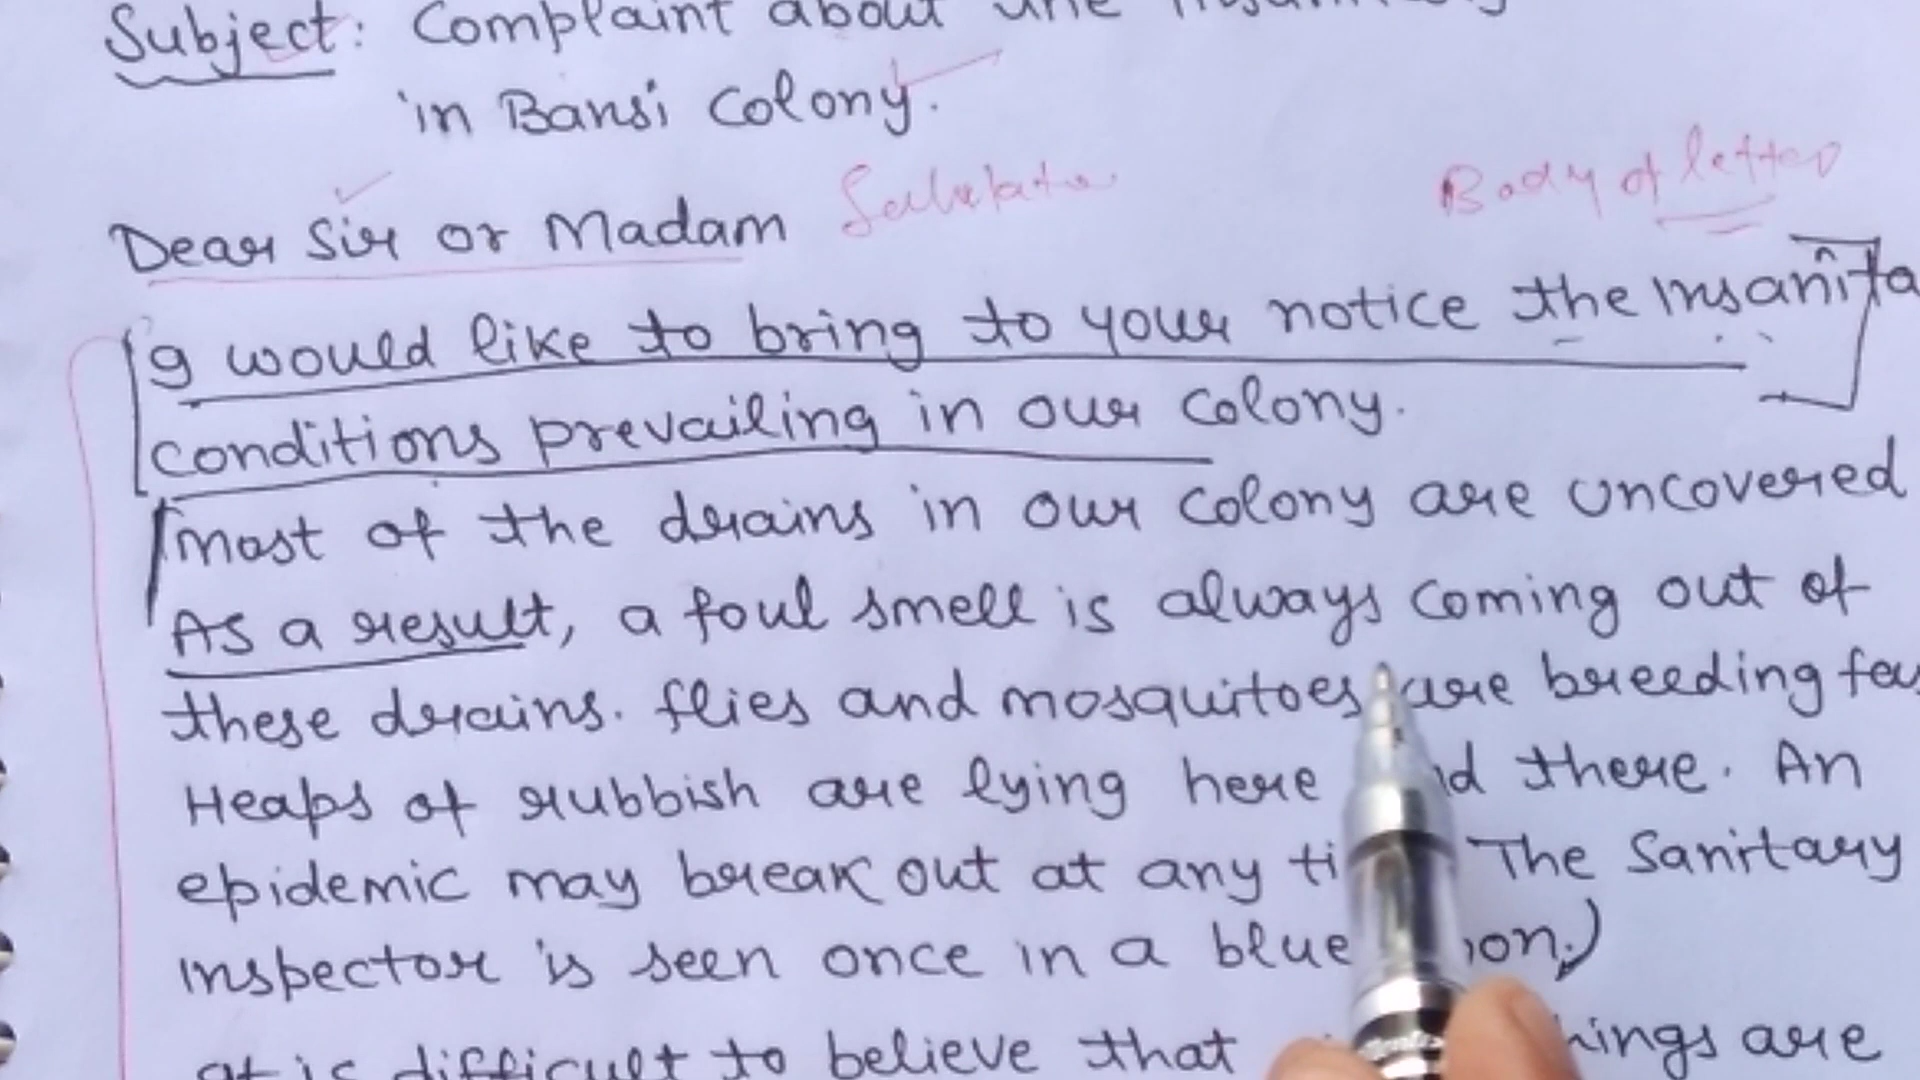 Subject: Complaint about the
in Bansi Colony.
Dear Sir or Madam
Body of letter
I would like to bring to your notice the insanita
conditions prevailing in our colony.
most of the drains in our colony are uncovered
As a result, a foul smell is always coming out of
these drains. flies and mosquitoes are breeding
Heaps of rubbish are lying here there. An
epidemic may break out at any The Sanitary
inspector is seen once in a blue
It is difficult to believe that are